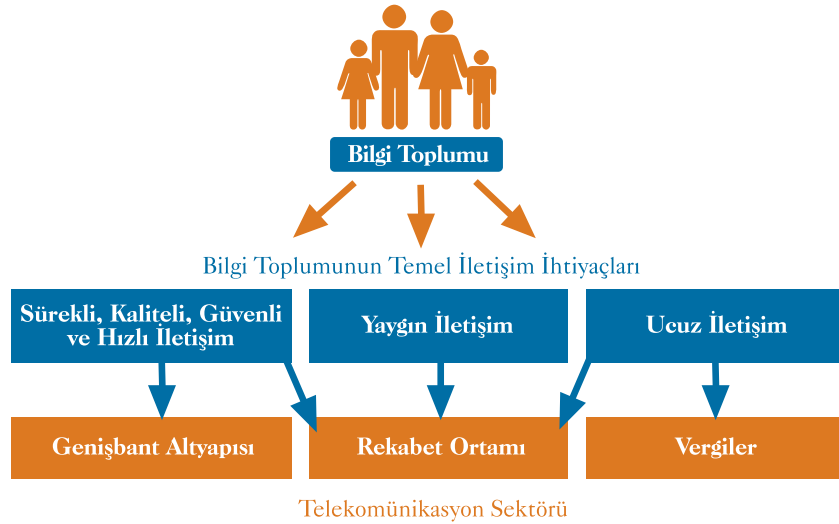 Bilgi Toplumu
Bilgi Toplumunun Temel İletişim İhtiyaçları
Sürekli, Kaliteli, Güvenli
ve Hızlı İletişim
Yaygın İletişim
Ucuz İletişim
Genişbant Altyapısı
Rekabet Ortamı
Vergiler
Telekomünikasyon Sektörü